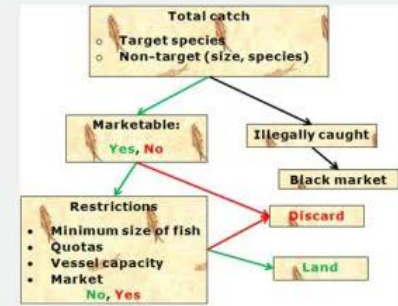 Total catch
o Target species
o Non-target (size, species)
Marketable:
Yes, No
Illegally caught
Black market
Restrictions
• Minimum size of fish
• Quotas
• Vessel capacity
• Market
No, Yes
Discard
Land